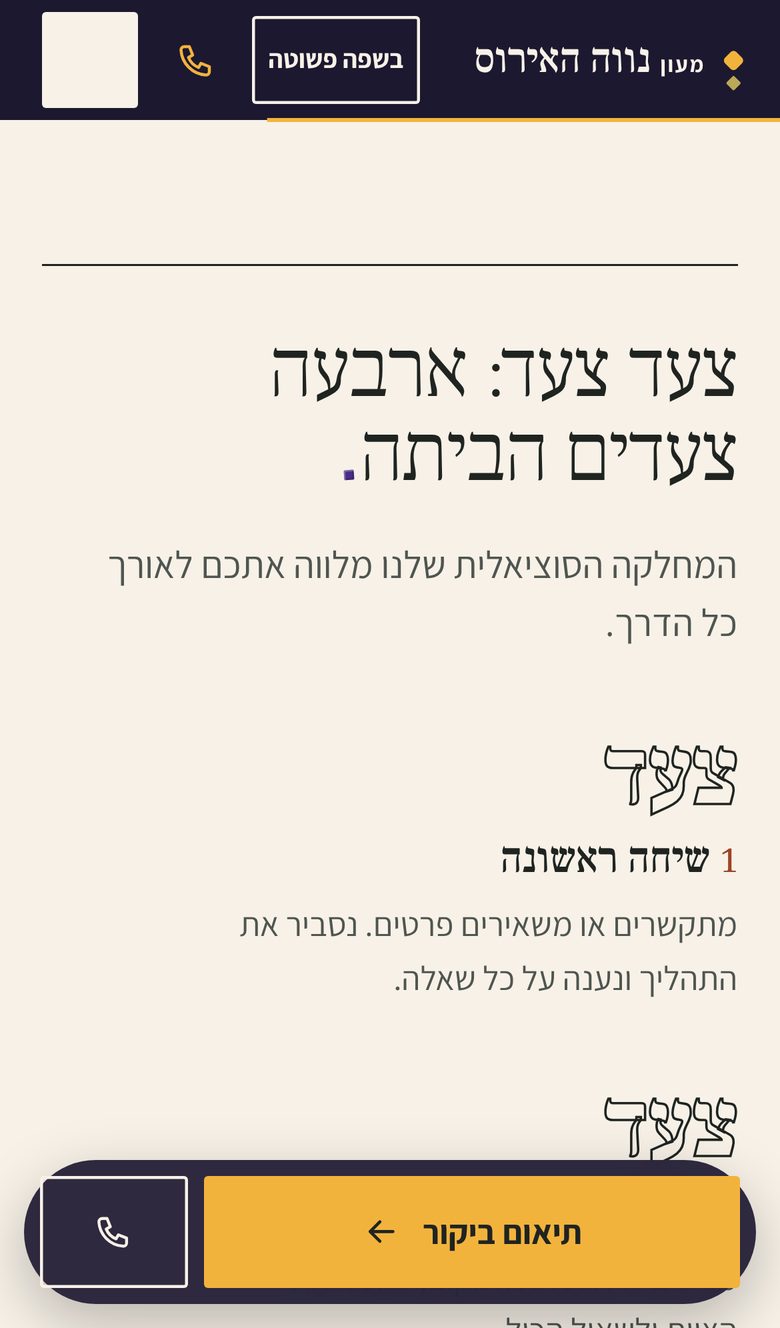 מעון נווה האירוס
בשפה פשוטה
צעד צעד: ארבעה
צעדים הביתה.
המחלקה הסוציאלית שלנו מלווה אתכם לאורך
כל הדרך.
צעד
1 שיחה ראשונה
מתקשרים או משאירים פרטים. נסביר את
התהליך ונענה על כל שאלה.
צעד
תיאום ביקור